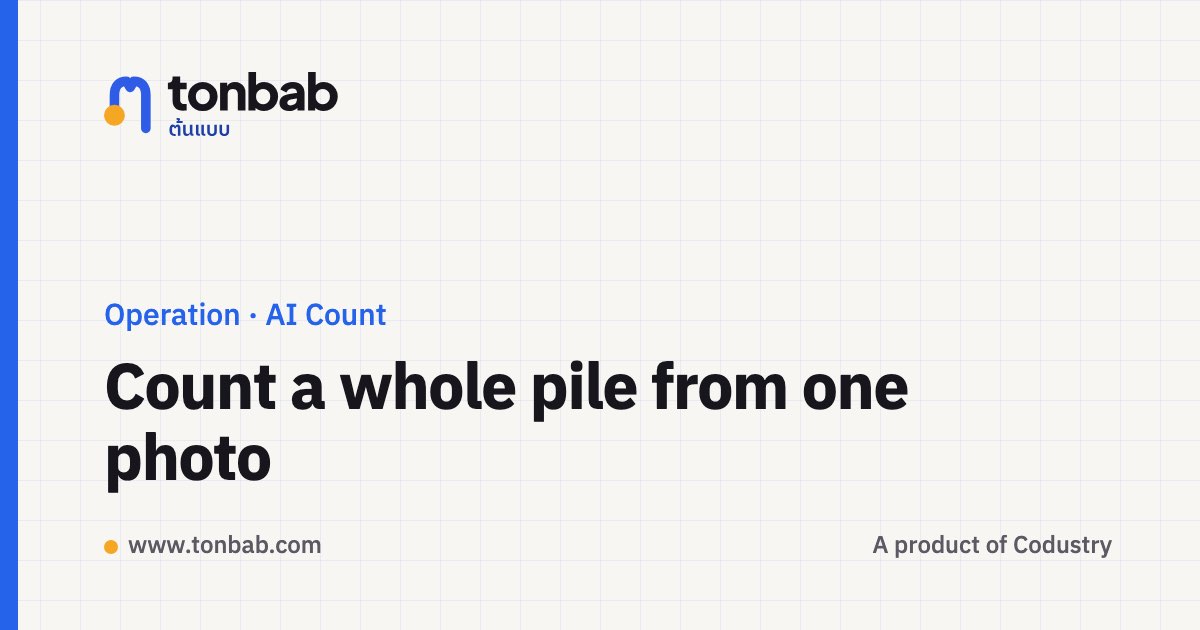 tonbab
ต้นแบบ
Operation · AI Count
Count a whole pile from one
photo
www.tonbab.com
A product of Codustry